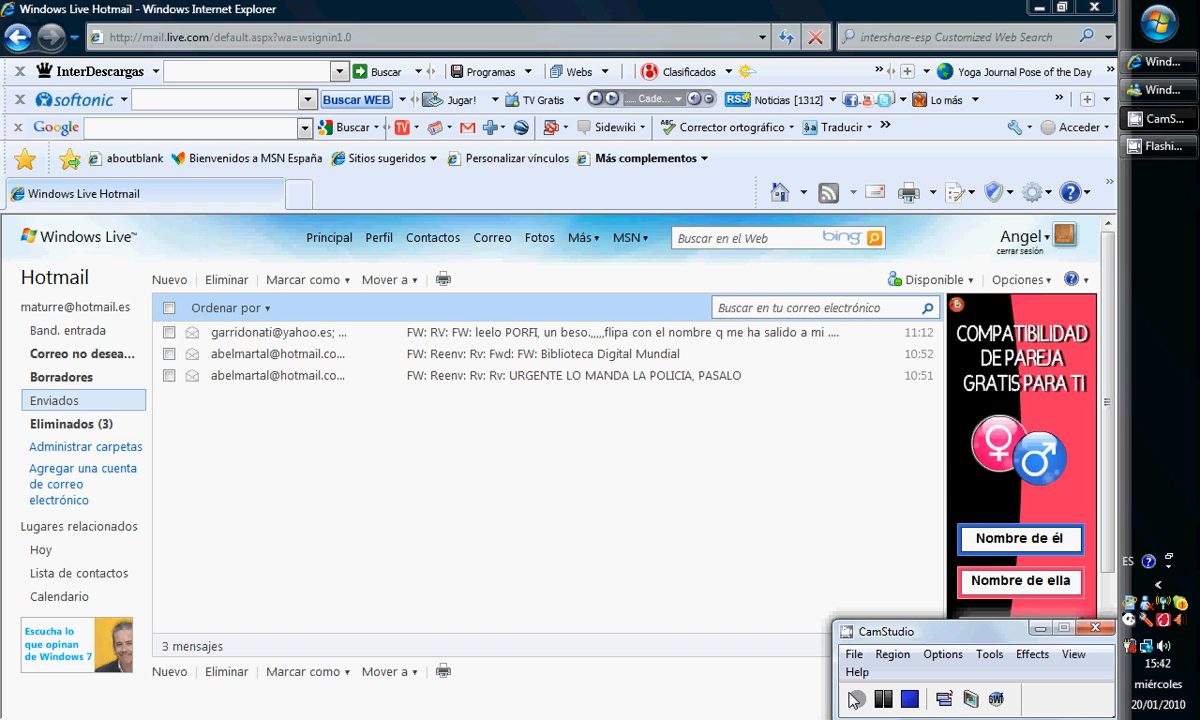 Windows Live Hotmail - Windows Internet Explorer
http://mail.live.com/default.aspx?wa=wsignin1.0
intershare-esp Customized Web Search
InterDescargas
Buscar
Programas
Webs
Clasificados
Yoga Journal Pose of the Day
softonic
Buscar WEB
Jugar!
TV Gratis
..... Cade...
RSS Noticias [1312]
Lo más
Google
Buscar
TV
Sidewiki
Corrector ortográfico
Traducir
Acceder
aboutblank
Bienvenidos a MSN España
Sitios sugeridos
Personalizar vínculos
Más complementos
Windows Live Hotmail
Windows Live™
Principal Perfil Contactos Correo Fotos Más MSN
Buscar en el Web bing
Angel
cerrar sesión
Hotmail
Nuevo | Eliminar | Marcar como | Mover a |
Disponible | Opciones |
maturre@hotmail.es
Band. entrada
Correo no desea...
Borradores
Enviados
Eliminados (3)
Administrar carpetas
Agregar una cuenta
de correo
electrónico
Lugares relacionados
Hoy
Lista de contactos
Calendario
Escucha lo
que opinan
de Windows 7
Ordenar por
Buscar en tu correo electrónico
garridonati@yahoo.es; ... FW: RV: FW: leelo PORFI, un beso.,,,,,flipa con el nombre q me ha salido a mi .... 11:12
abelmartal@hotmail.co... FW: Reenv: Rv: Fwd: FW: Biblioteca Digital Mundial 10:52
abelmartal@hotmail.co... FW: Reenv: Rv: Rv: URGENTE LO MANDA LA POLICIA, PASALO 10:51
3 mensajes
Nuevo | Eliminar | Marcar como | Mover a |
COMPATIBILIDAD
DE PAREJA
GRATIS PARA TI
Nombre de él
Nombre de ella
CamStudio
File Region Options Tools Effects View
Help
Wind...
Wind...
CamS...
Flashi...
ES
15:42
miércoles
20/01/2010